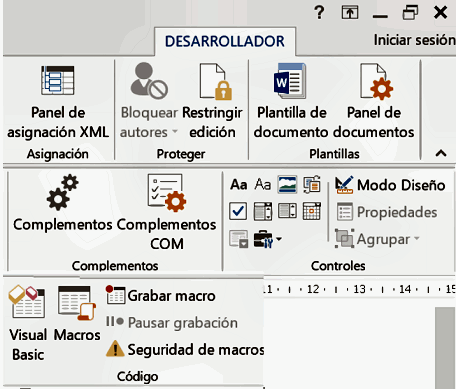 ?
DESARROLLADOR
Iniciar sesión
Panel de
asignación XML
Bloquear
autores
Restringir
edición
Plantilla de
documento
Panel de
documentos
Asignación
Proteger
Plantillas
Complementos
Complementos
COM
Aa Aa
Modo Diseño
Propiedades
Agrupar
Complementos
Controles
Visual
Basic
Macros
Grabar macro
Pausar grabación
Seguridad de macros
Código
11 12 13 14 15